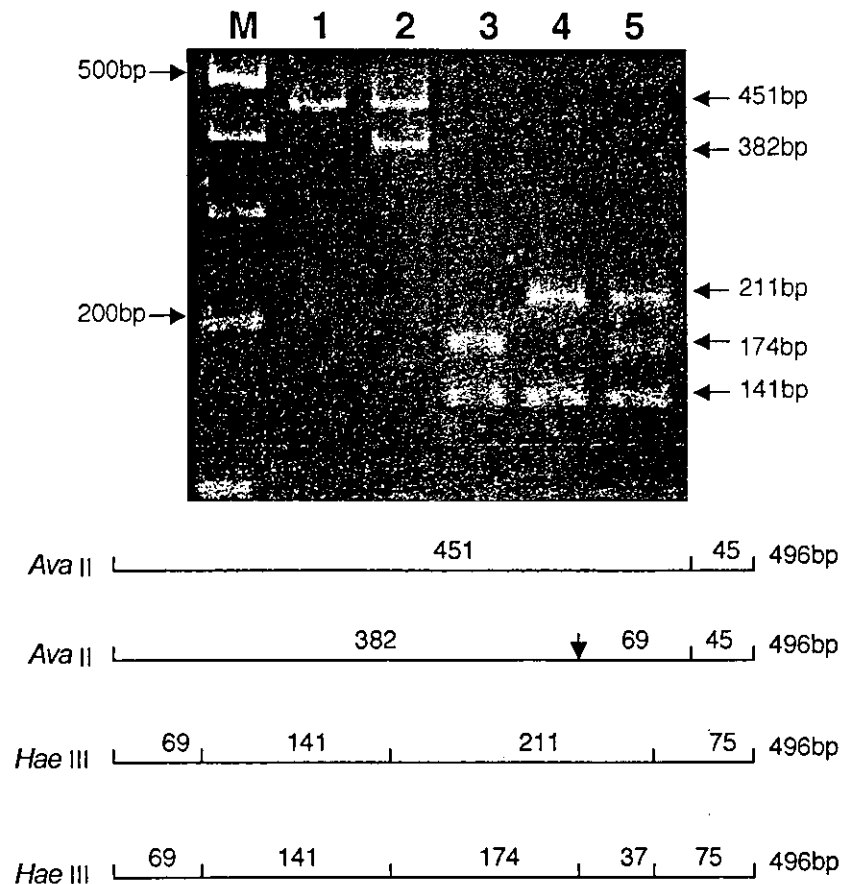 M 1 2 3 4 5
500bp
451bp
382bp
211bp
200bp
174bp
141bp
451 45
Ava II 496bp
382 69 45
Ava II 496bp
69 141 211 75
Hae III 496bp
69 141 174 37 75
Hae III 496bp